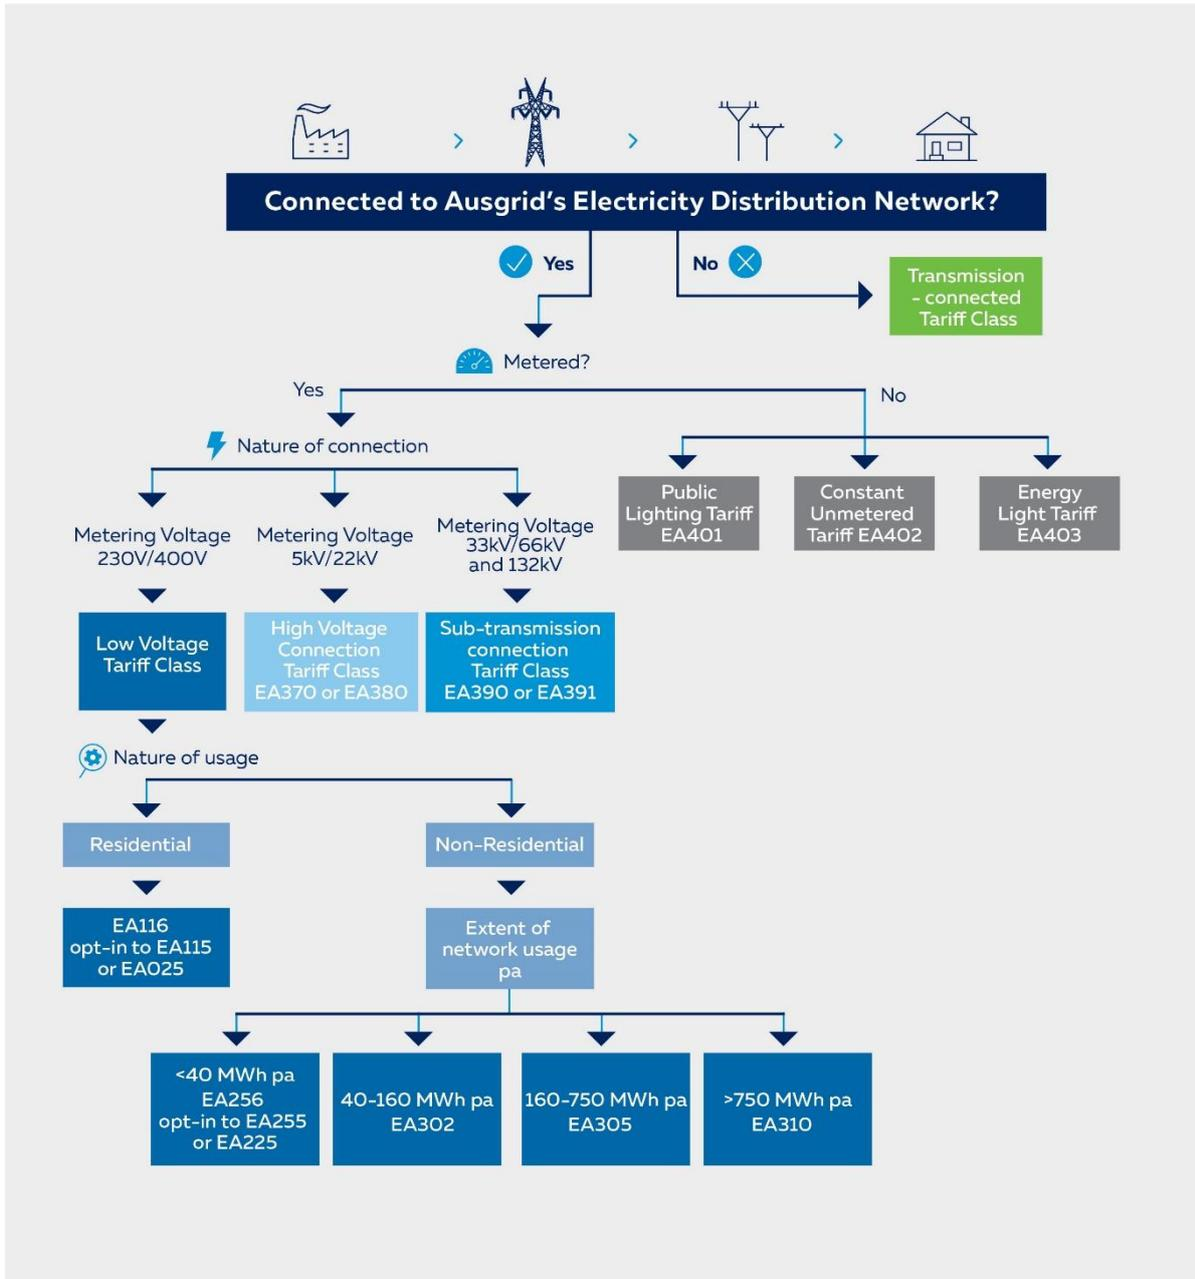 Connected to Ausgrid's Electricity Distribution Network?
Yes
No
Transmission
- connected
Tariff Class
Metered?
Yes
No
Nature of connection
Public
Lighting Tariff
EA401
Constant
Unmetered
Tariff EA402
Energy
Light Tariff
EA403
Metering Voltage
230V/400V
Metering Voltage
5kV/22kV
Metering Voltage
33kV/66kV
and 132kV
Low Voltage
Tariff Class
High Voltage
Connection
Tariff Class
EA370 or EA380
Sub-transmission
connection
Tariff Class
EA390 or EA391
Nature of usage
Residential
Non-Residential
EA116
opt-in to EA115
or EA025
Extent of
network usage
pa
<40 MWh pa
EA256
opt-in to EA255
or EA225
40-160 MWh pa
EA302
160-750 MWh pa
EA305
>750 MWh pa
EA310